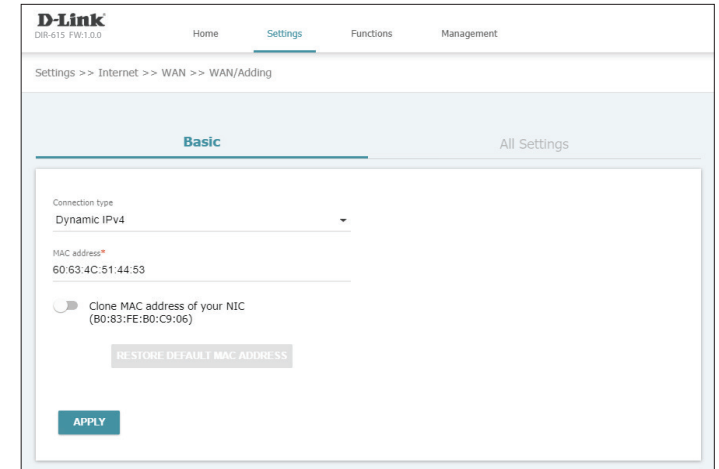 D-Link
DIR-615 FW:1.0.0
Home
Settings
Functions
Management
Settings >> Internet >> WAN >> WAN/Adding
Basic
All Settings
Connection type
Dynamic IPv4
MAC address*
60:63:4C:51:44:53
Clone MAC address of your NIC
(B0:83:FE:B0:C9:06)
RESTORE DEFAULT MAC ADDRESS
APPLY